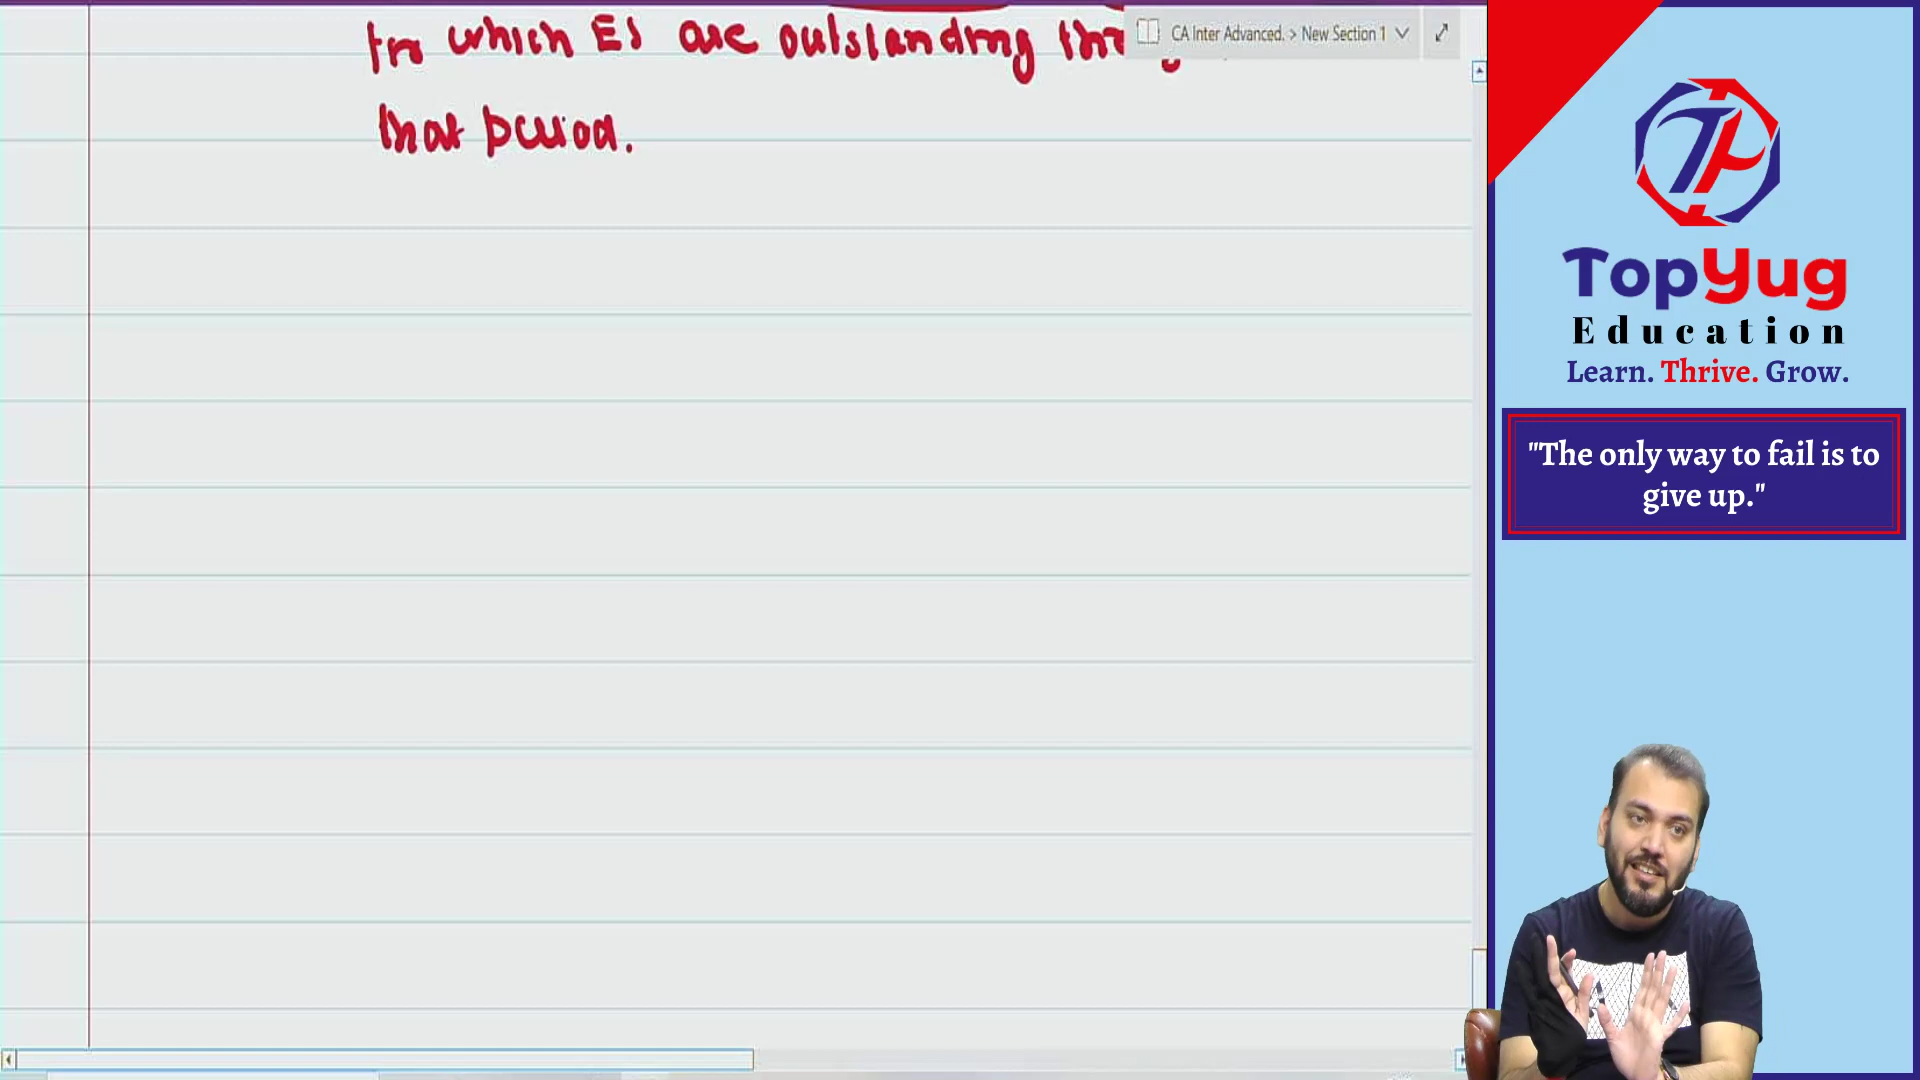 for which ES are outstanding
that period.
CA Inter Advanced. > New Section 1
TopYug
Education
Learn. Thrive. Grow.
"The only way to fail is to
give up."